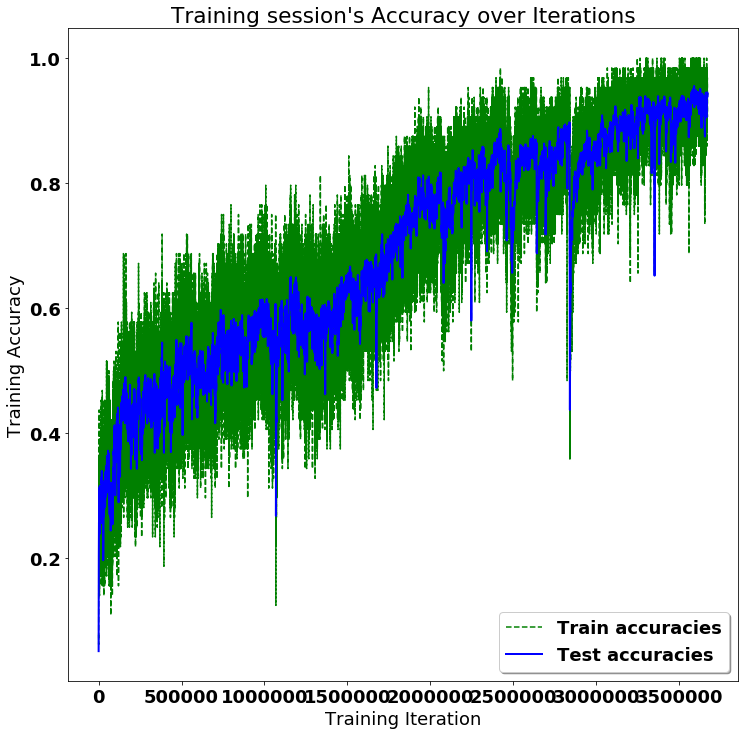 Training session's Accuracy over Iterations
Training Accuracy
1.0
0.8
0.6
0.4
0.2
Train accuracies
Test accuracies
0 500000 1000000 1500000 2000000 2500000 3000000 3500000
Training Iteration